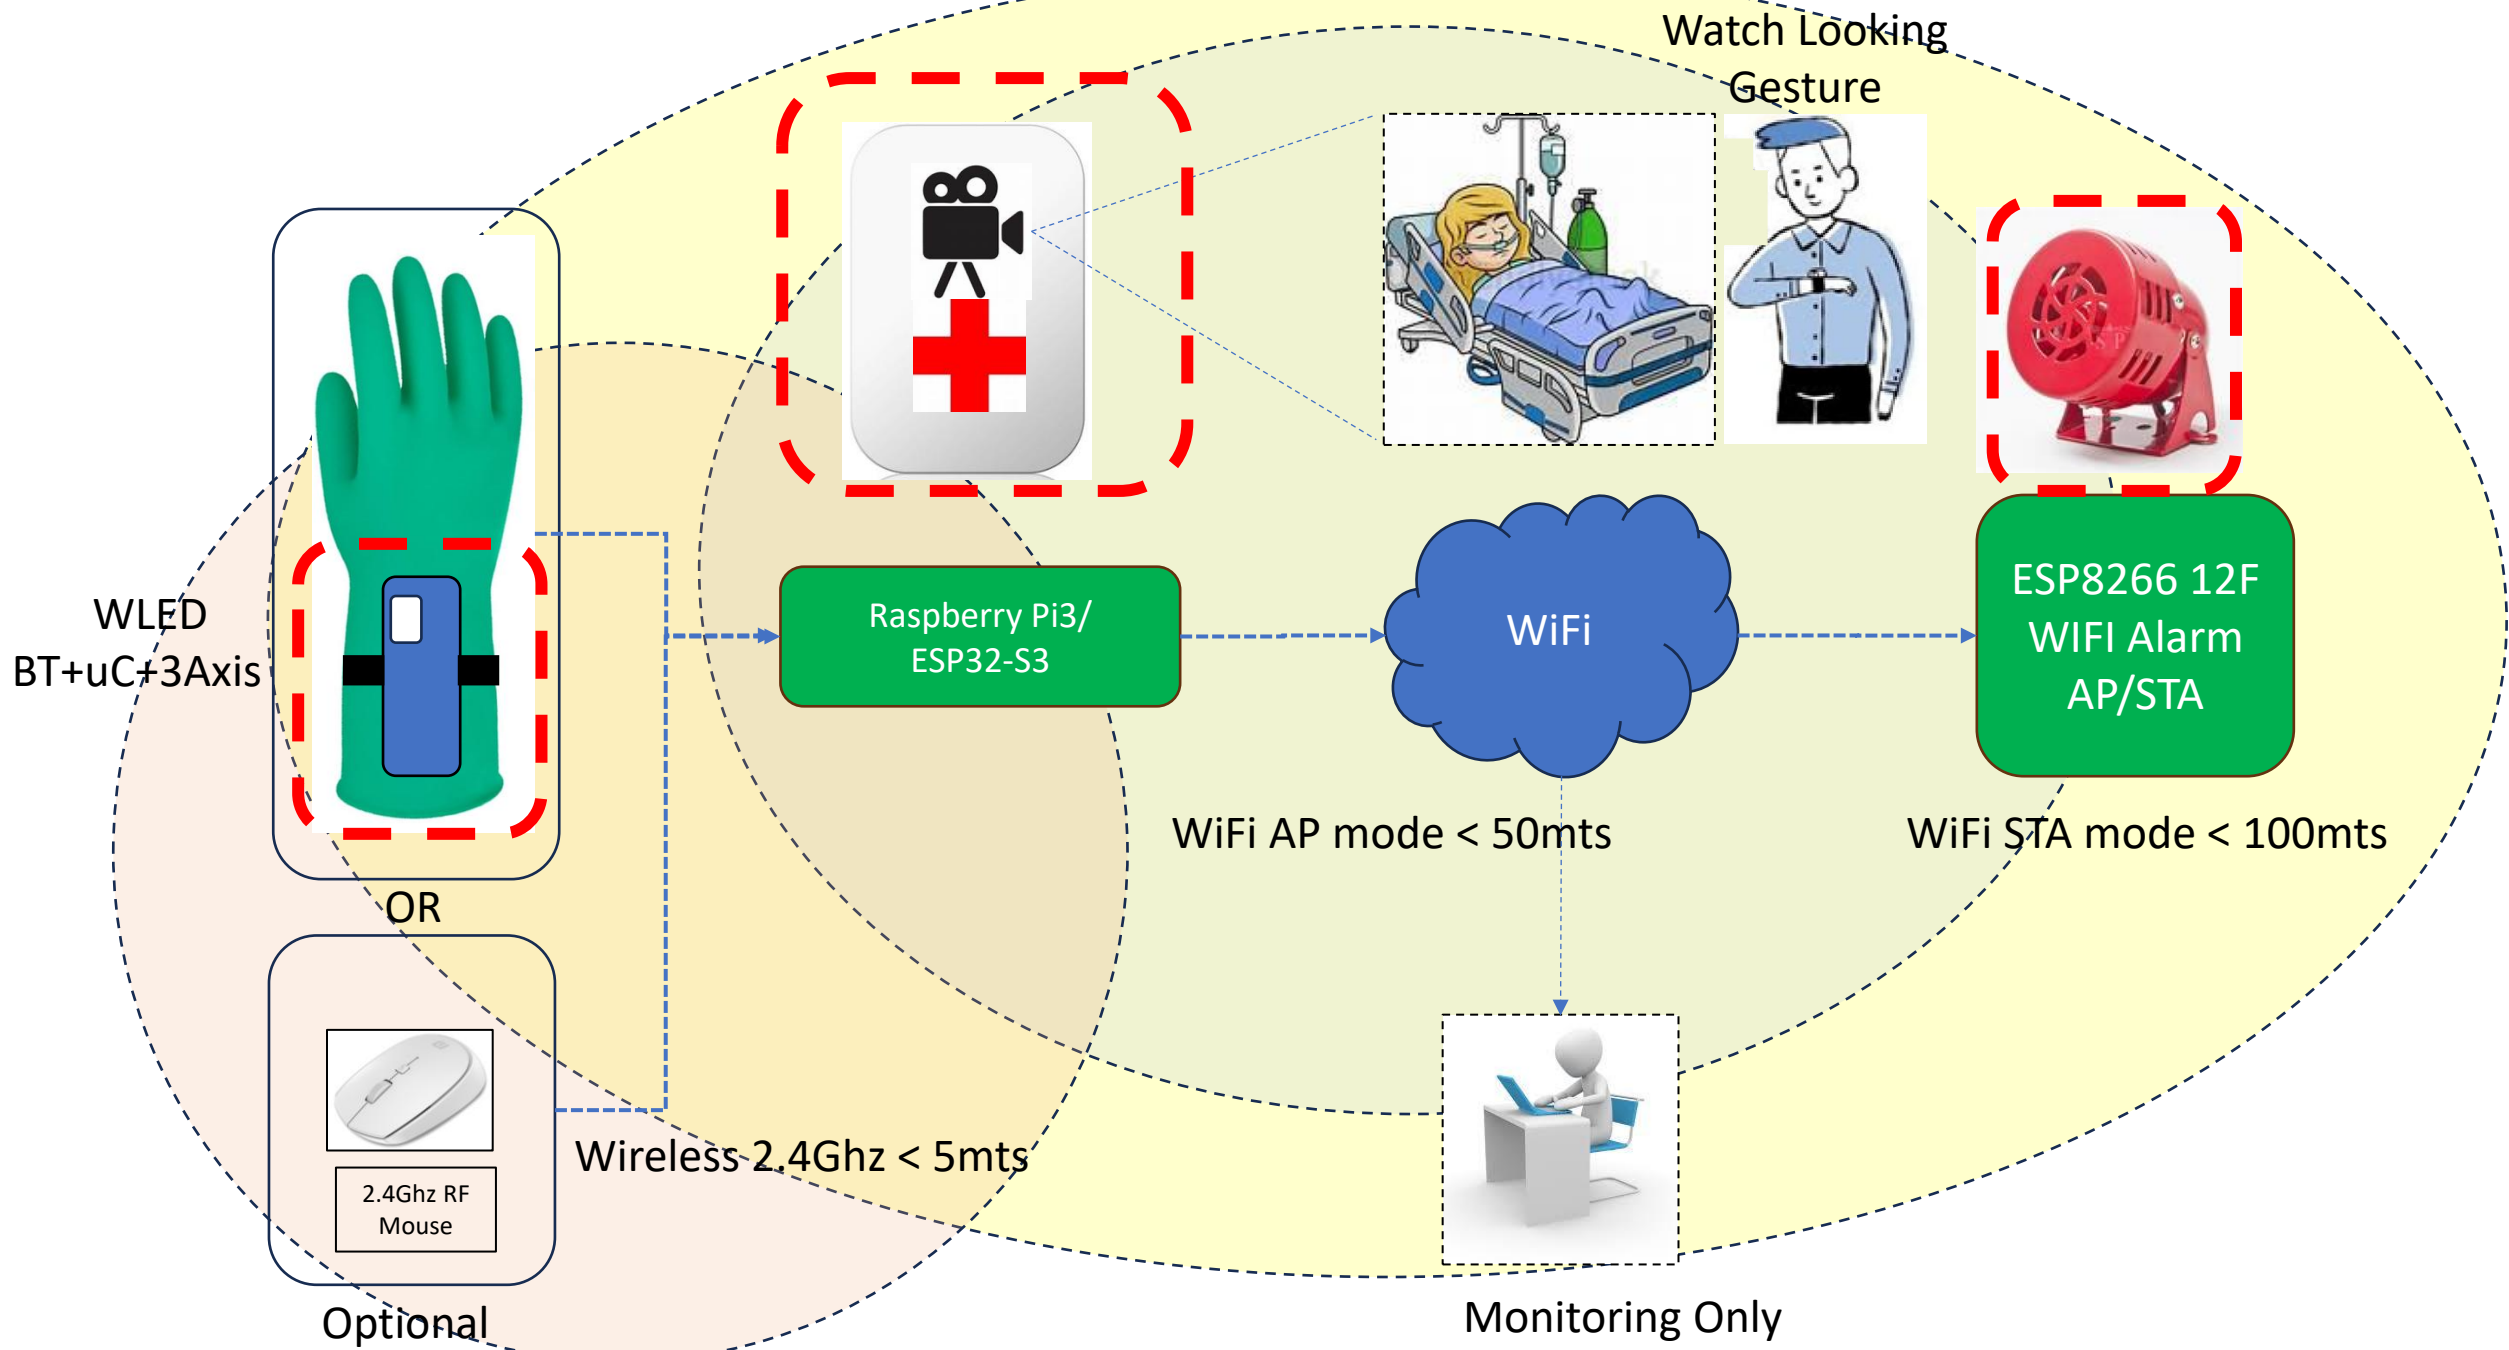 Watch Looking
Gesture
WLED
BT+uC+3Axis
Raspberry Pi3/
ESP32-S3
WiFi
ESP8266 12F
WIFI Alarm
AP/STA
WiFi AP mode < 50mts
WiFi STA mode < 100mts
OR
Wireless 2.4Ghz < 5mts
2.4Ghz RF
Mouse
Optional
Monitoring Only